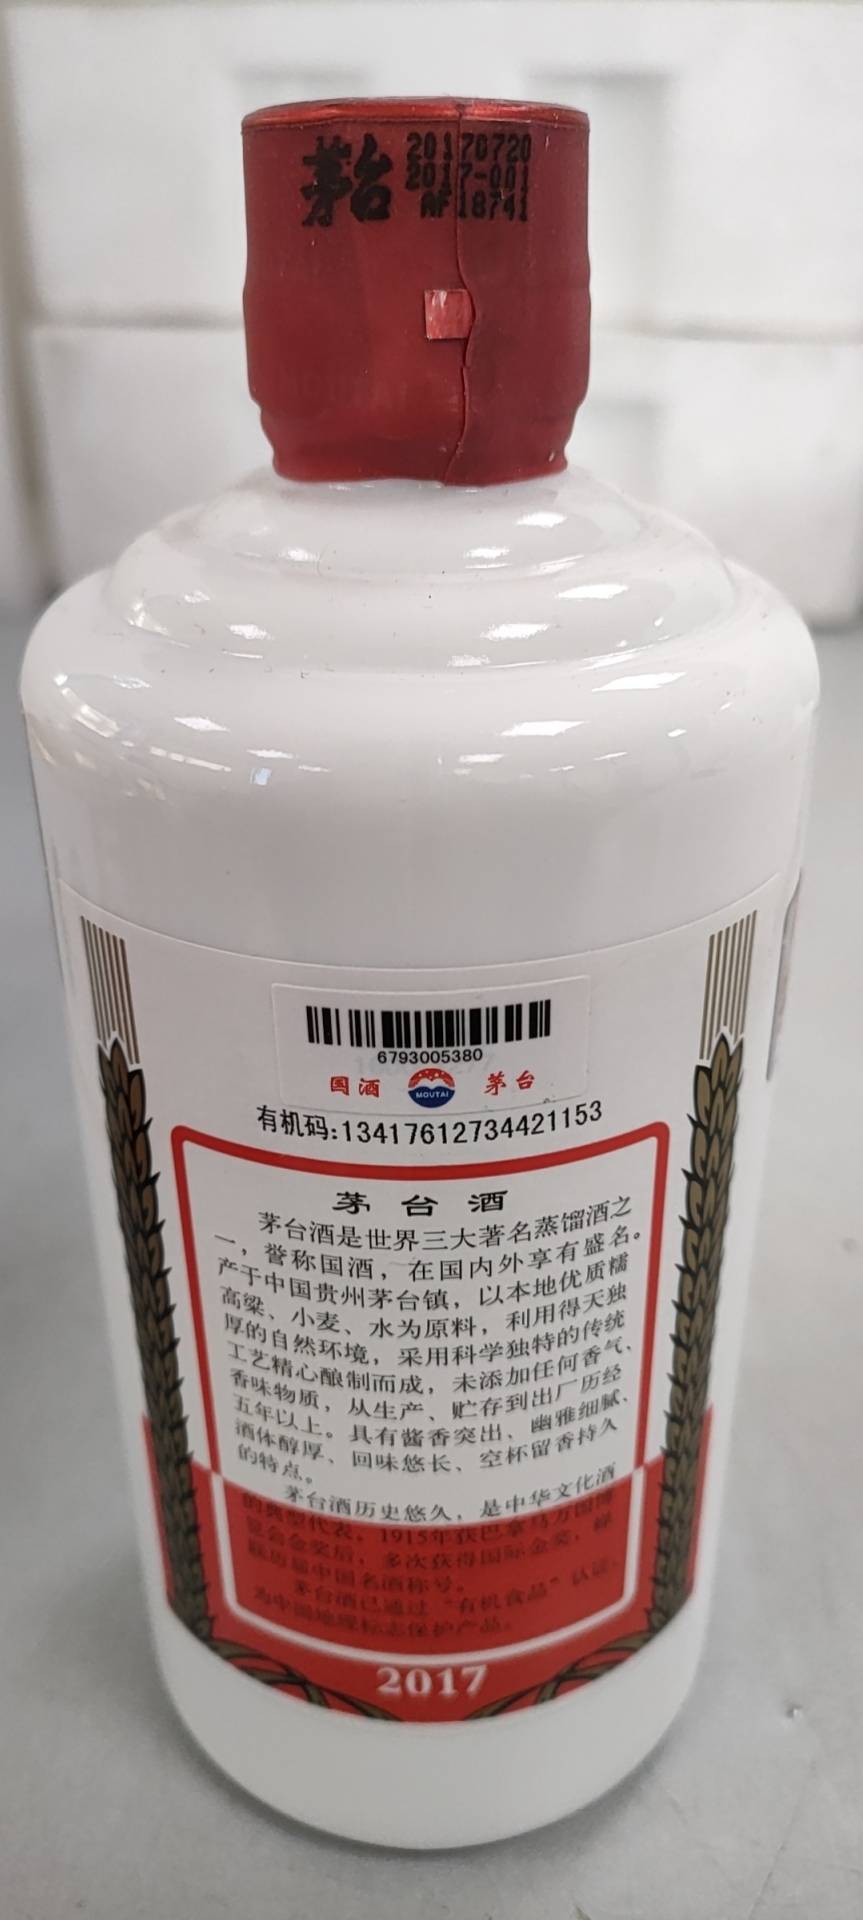 茅台
20170720
2017-001
AF18741
6793005380
国酒
MOUTAI
茅台
有机码:13417612734421153
茅台酒
茅台酒是世界三大著名蒸馏酒之
一，誉称国酒，在国内外享有盛名。
产于中国贵州茅台镇，以本地优质糯
高粱、小麦、水为原料，利用得天独
厚的自然环境，采用科学独特的传统
工艺精心酿制而成，未添加任何香气、
香味物质，从生产、贮存到出厂历经
五年以上。具有酱香突出、幽雅细腻、
酒体醇厚、回味悠长、空杯留香持久
的特点。
茅台酒历史悠久，是中华文化酒
的典型代表，1915年获巴拿马万国博
览会金奖后，多次获得国际金奖，蝉
联历届中国名酒称号。
茅台酒已通过"有机食品"认证、
为中国地理标志保护产品。
2017